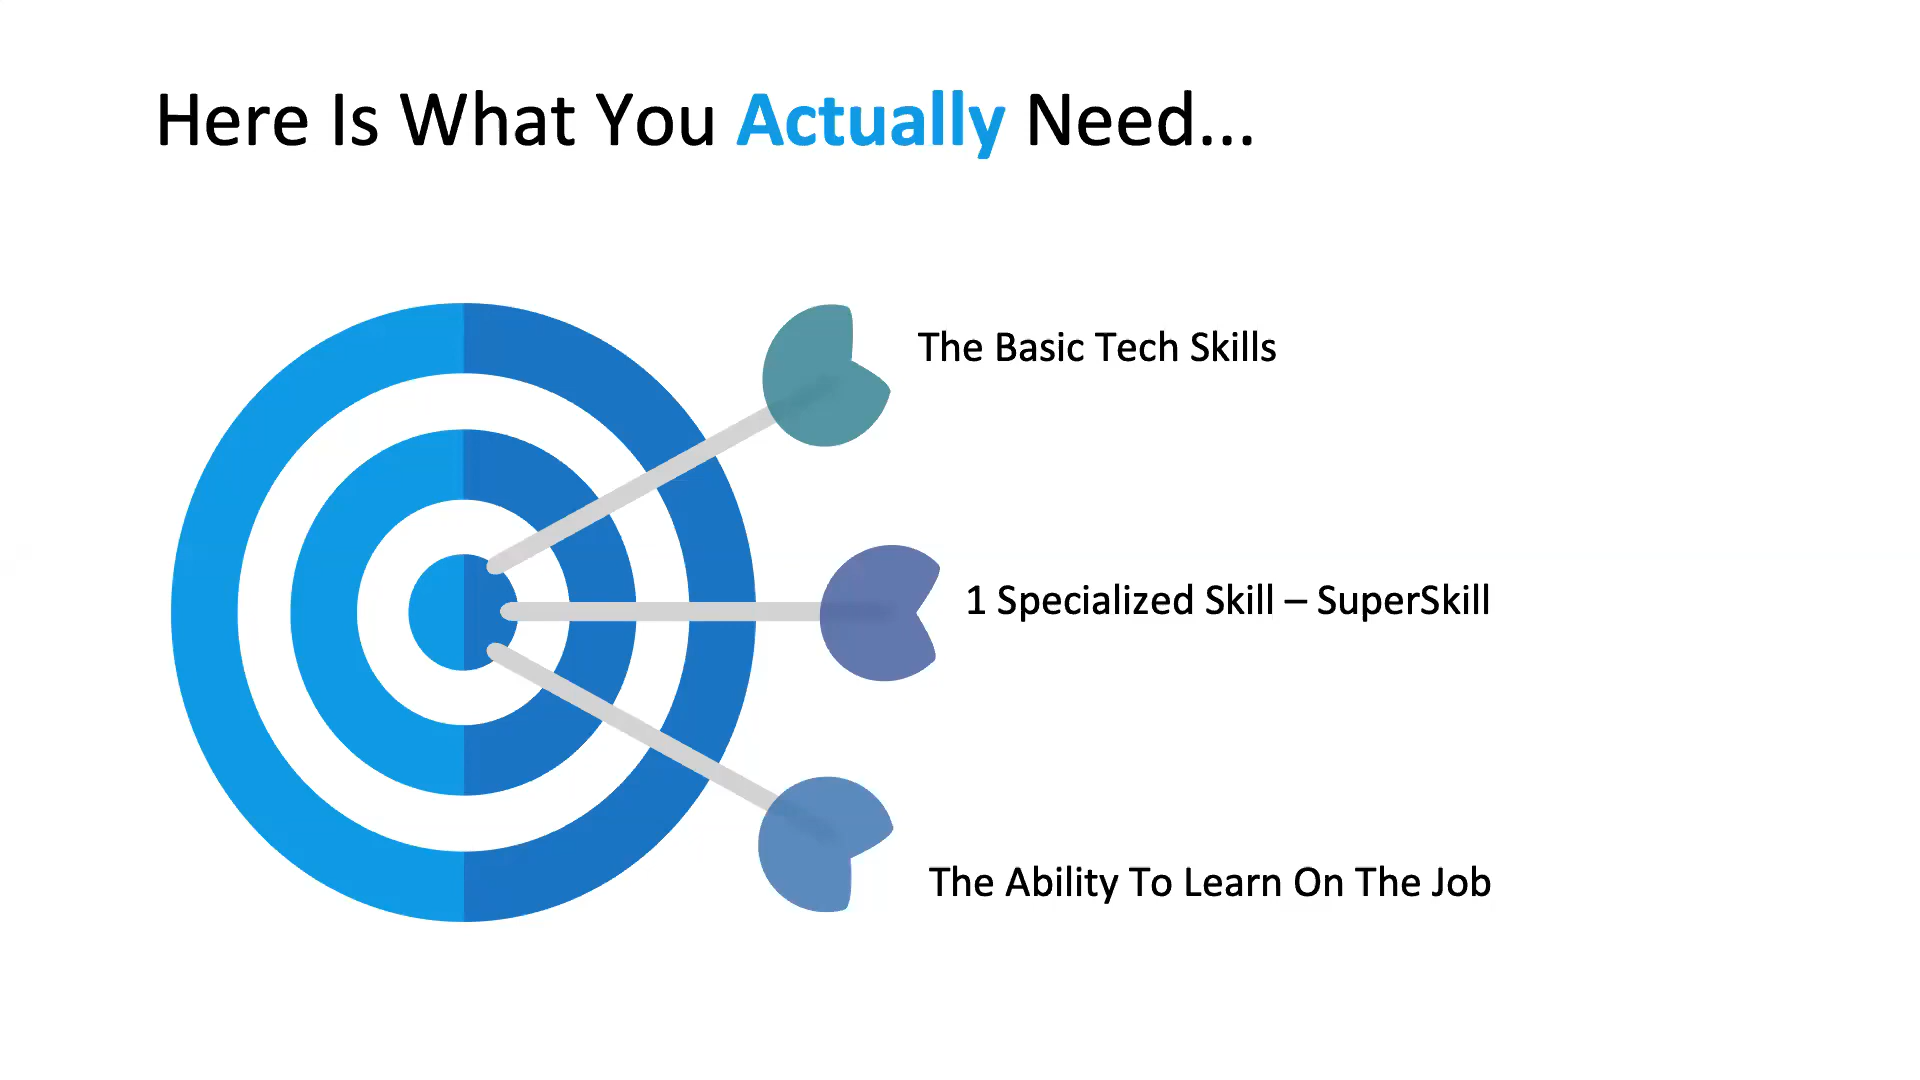 Here Is What You Actually Need...
The Basic Tech Skills
1 Specialized Skill – SuperSkill
The Ability To Learn On The Job